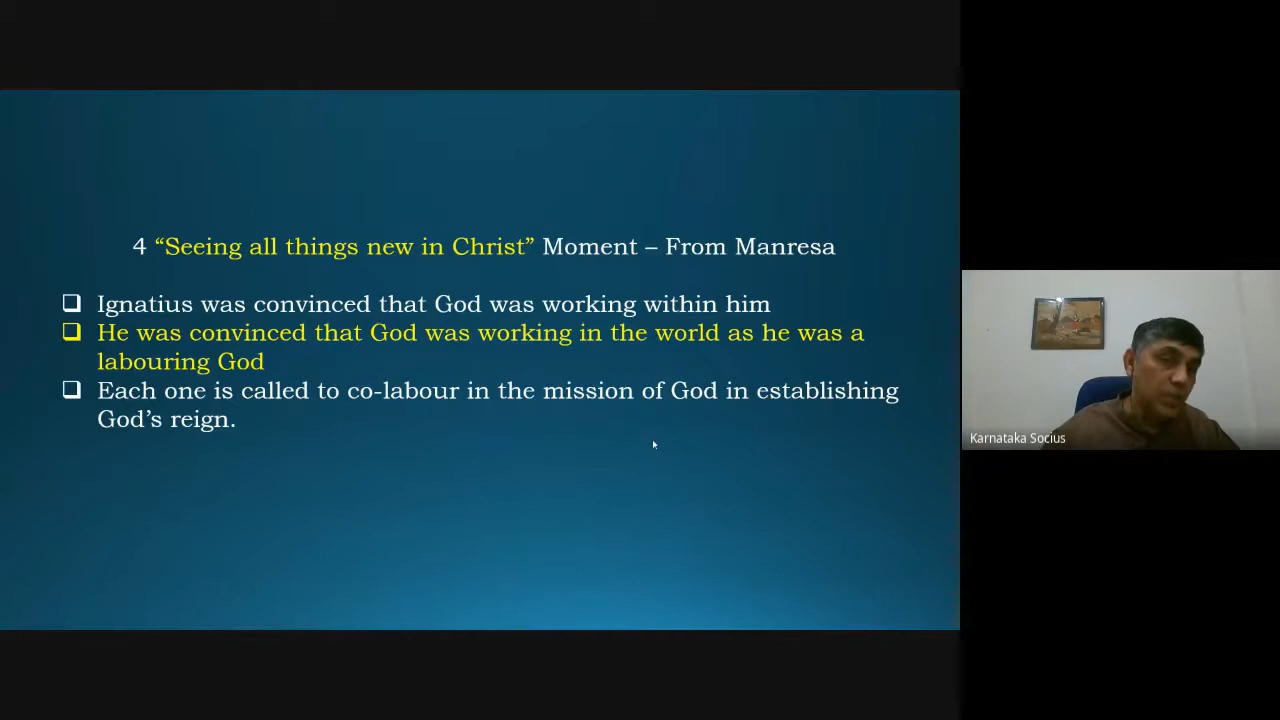 4 “Seeing all things new in Christ” Moment – From Manresa
❑ Ignatius was convinced that God was working within him
❑ He was convinced that God was working in the world as he was a
labouring God
❑ Each one is called to co-labour in the mission of God in establishing
God’s reign.
Karnataka Socius